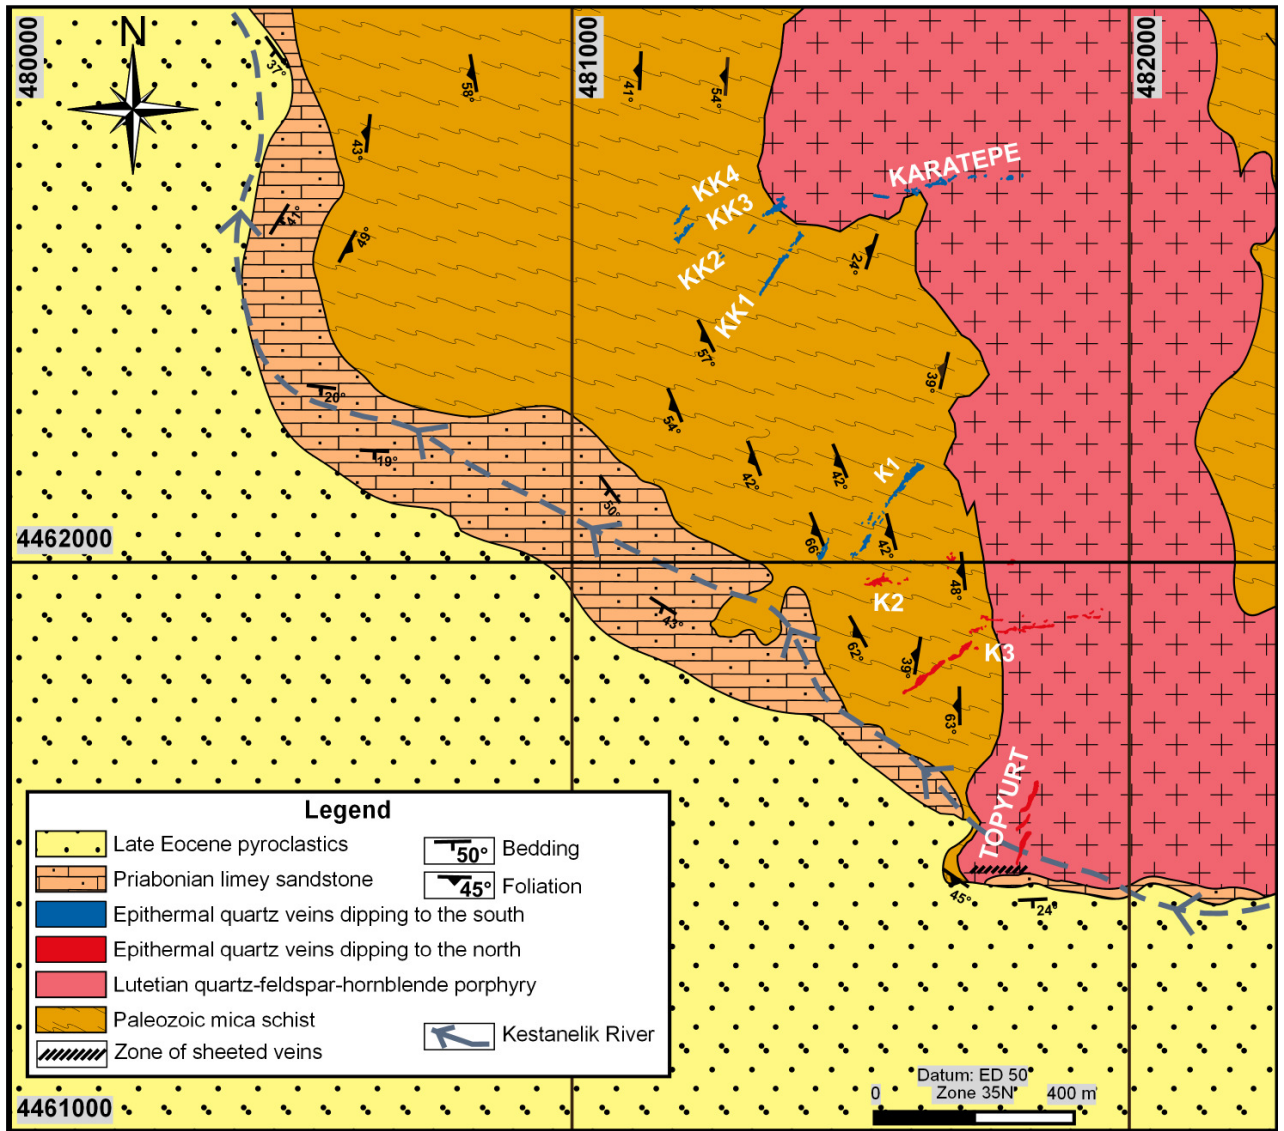 480000
481000
482000
N
37°
58°
41°
54°
43°
KARATEPE
KK4
KK3
41°
49°
24°
KK2
KK1
57°
39°
20°
54°
19°
42°
42°
K1
50°
4462000
66
42°
48°
K2
43°
62°
39°
K3
63°
TOPYURT
45°
24°
Legend
Late Eocene pyroclastics
Priabonian limey sandstone
Epithermal quartz veins dipping to the south
Epithermal quartz veins dipping to the north
Lutetian quartz-feldspar-hornblende porphyry
Paleozoic mica schist
Zone of sheeted veins
50° Bedding
45° Foliation
Kestanelik River
4461000
Datum: ED 50
Zone 35N
0 400 m